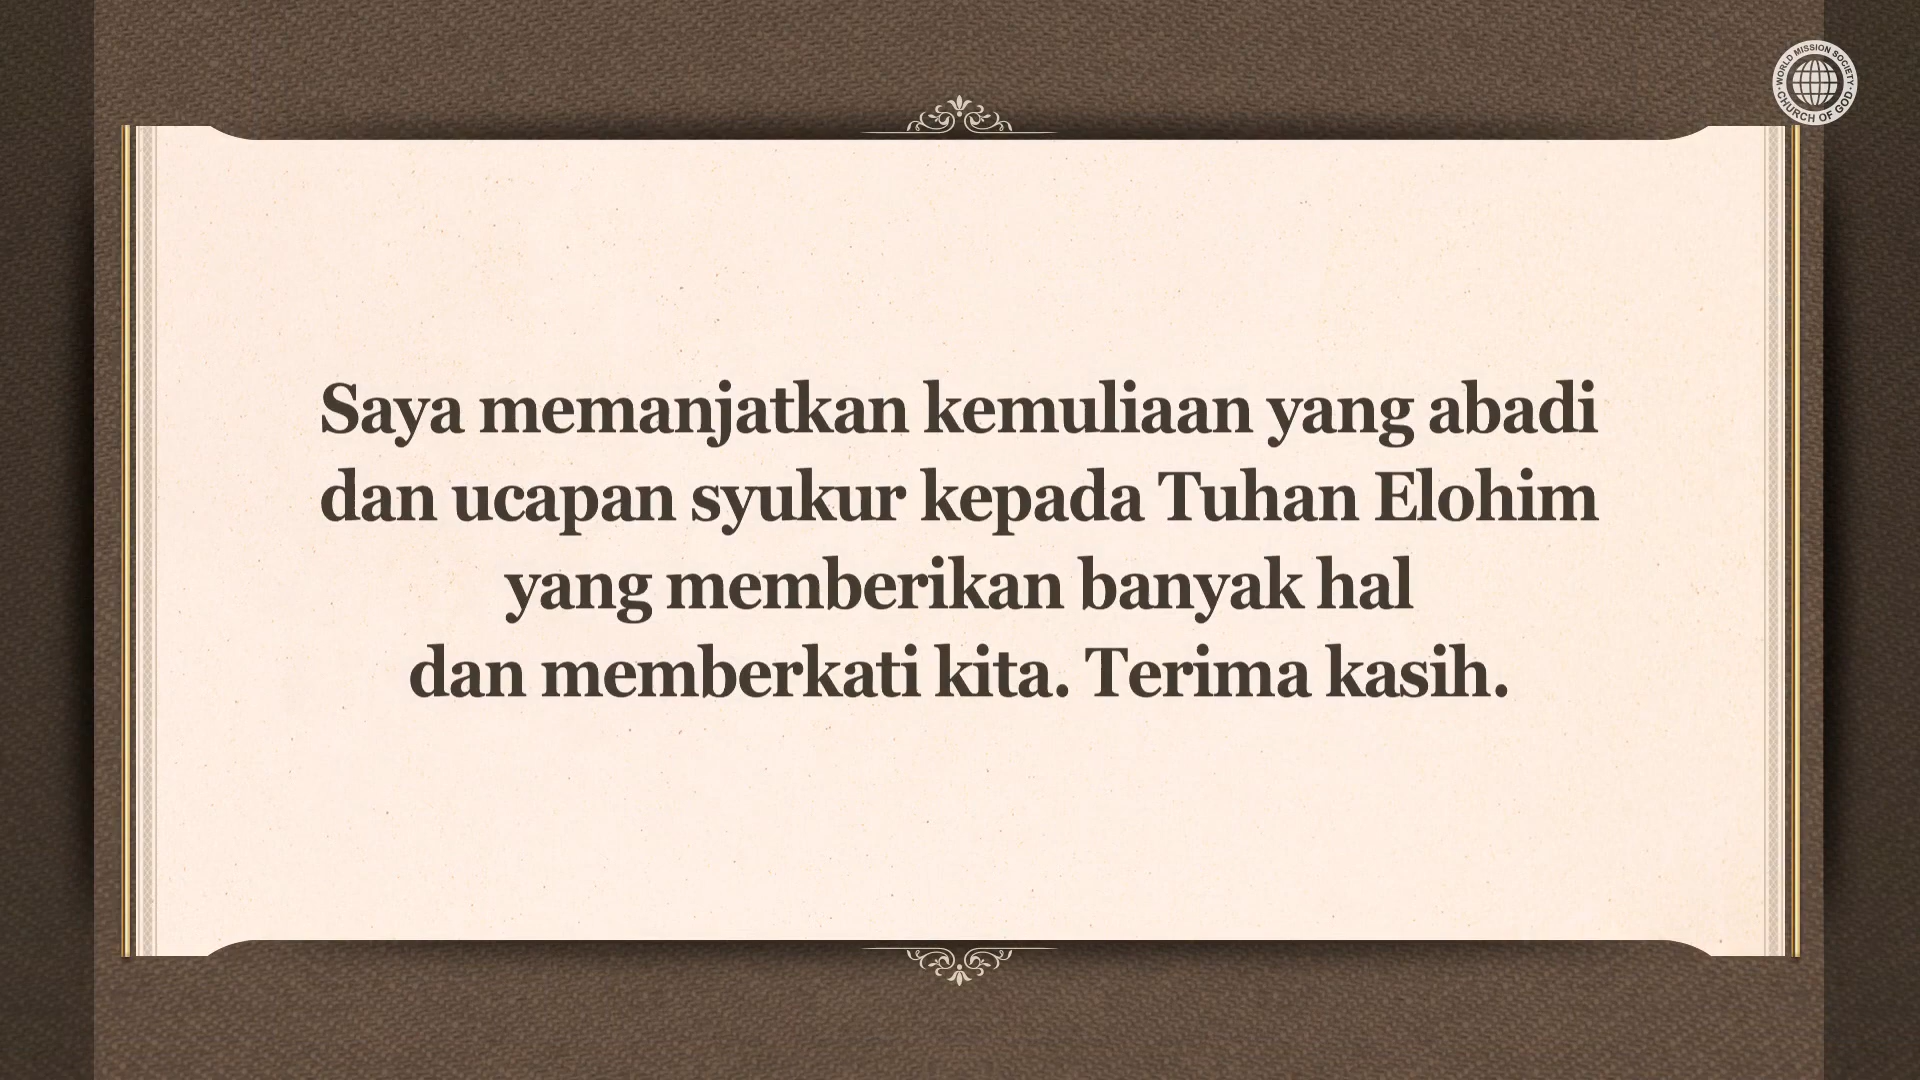 WORLD MISSION SOCIETY
CHURCH OF GOD
Saya memanjatkan kemuliaan yang abadi
dan ucapan syukur kepada Tuhan Elohim
yang memberikan banyak hal
dan memberkati kita. Terima kasih.